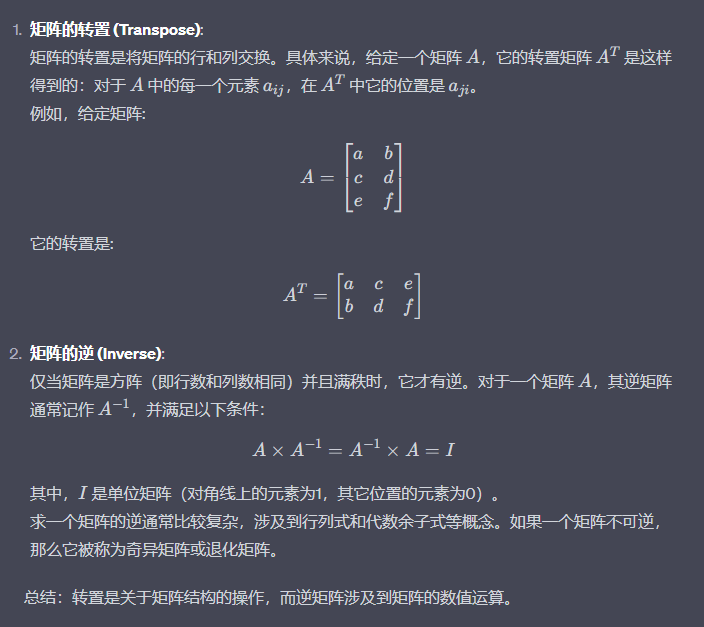 1. 矩阵的转置 (Transpose):
矩阵的转置是将矩阵的行和列交换。具体来说，给定一个矩阵 A，它的转置矩阵 A^T 是这样
得到的：对于 A 中的每一个元素 a_{ij}，在 A^T 中它的位置是 a_{ji}。
例如，给定矩阵:
A = [a b
c d
e f]
它的转置是:
A^T = [a c e
b d f]
2. 矩阵的逆 (Inverse):
仅当矩阵是方阵（即行数和列数相同）并且满秩时，它才有逆。对于一个矩阵 A，其逆矩阵
通常记作 A^{-1}，并满足以下条件：
A × A^{-1} = A^{-1} × A = I
其中，I 是单位矩阵（对角线上的元素为1，其它位置的元素为0）。
求一个矩阵的逆通常比较复杂，涉及到行列式和代数余子式等概念。如果一个矩阵不可逆，
那么它被称为奇异矩阵或退化矩阵。
总结：转置是关于矩阵结构的操作，而逆矩阵涉及到矩阵的数值运算。